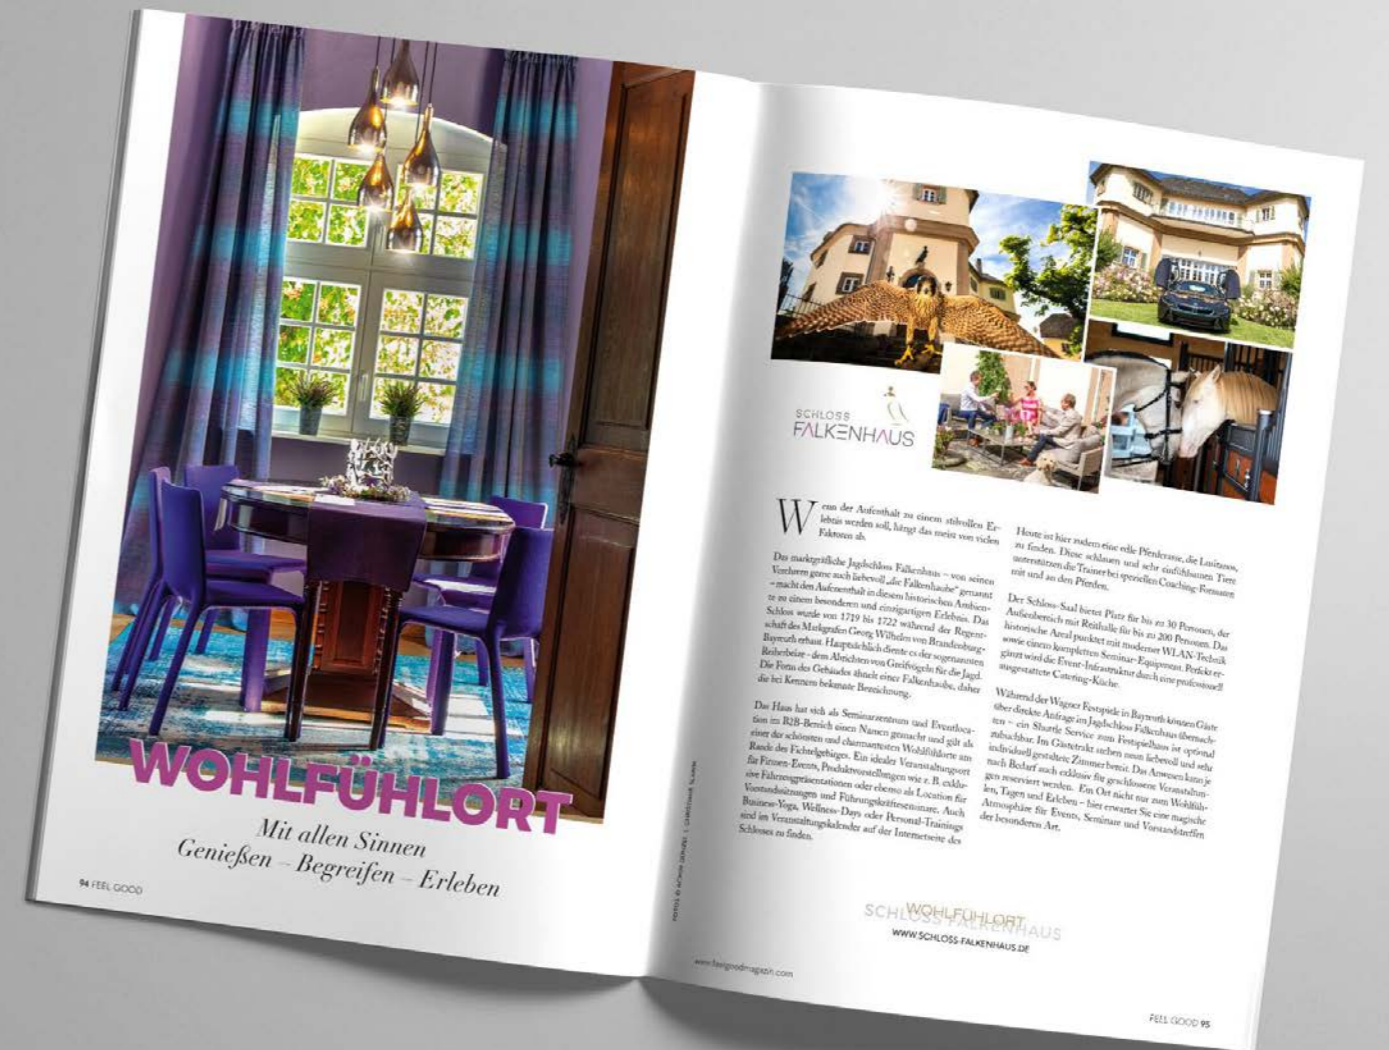 WOHLFÜHLORT
Mit allen Sinnen
Genießen – Begreifen – Erleben
94 FEEL GOOD
SCHLOSS
FALKENHAUS
Wenn der Aufenthalt zu einem stilvollen Er-
lebnis werden soll, hängt das meist von vielen
Faktoren ab.
Das markgräfliche Jagdschloss Falkenhaus – von seinen
Verehrern gerne auch liebevoll „die Falkenhaube“ genannt
– macht den Aufenenthalt in diesem historischen Ambien-
te zu einem besonderen und einzigartigen Erlebnis. Das
Schloss wurde von 1719 bis 1722 während der Regent-
schaft des Markgrafen Georg Wilhelm von Brandenburg-
Bayreuth erbaut. Hauptsächlich diente es der sogenannten
Reiherbeize - dem Abrichten von Greifvögeln für die Jagd.
Die Form des Gebäudes ähnelt einer Falkenhaube, daher
die bei Kennern bekannte Bezeichnung.
Das Haus hat sich als Seminarzentrum und Eventloca-
tion im B2B-Bereich einen Namen gemacht und gilt als
einer der schönsten und charmantesten Wohlfühlorte am
Rande des Fichtelgebirges. Ein idealer Veranstaltungsort
für Firmen-Events, Produktvorstellungen wie z. B. exklu-
sive Fahrzeugpräsentationen oder ebenso als Location für
Vorstandssitzungen und Führungskräfteseminare. Auch
Business-Yoga, Wellness-Days oder Personal-Trainings
sind im Veranstaltungskalender auf der Internetseite des
Schlosses zu finden.
Heute ist hier zudem eine edle Pferderasse, die Lusitanos,
zu finden. Diese schlauen und sehr einfühlsamen Tiere
unterstützen die Trainer bei speziellen Coaching-Formaten
mit und an den Pferden.
Der Schloss-Saal bietet Platz für bis zu 30 Personen, der
Außenbereich mit Reithalle für bis zu 200 Personen. Das
historische Areal punktet mit moderner WLAN-Technik
sowie einem kompletten Seminar-Equipment. Perfekt er-
gänzt wird die Event-Infrastruktur durch eine professionell
ausgestattete Catering-Küche.
Während der Wagner Festspiele in Bayreuth können Gäste
über direkte Anfrage im Jagdschloss Falkenhaus übernach-
ten – ein Shuttle Service zum Festspielhaus ist optional
zubuchbar. Im Gästetrakt stehen neun liebevoll und sehr
individuell gestaltete Zimmer bereit. Das Anwesen kann je
nach Bedarf auch exklusiv für geschlossene Veranstaltun-
gen reserviert werden. Ein Ort nicht nur zum Wohlfüh-
len, Tagen und Erleben – hier erwartet Sie eine magische
Atmosphäre für Events, Seminare und Vorstandstreffen
der besonderen Art.
WOHLFÜHLORT
SCHLOSS FALKENHAUS
WWW.SCHLOSS-FALKENHAUS.DE
www.feelgoodmagazin.com
FEEL GOOD 95